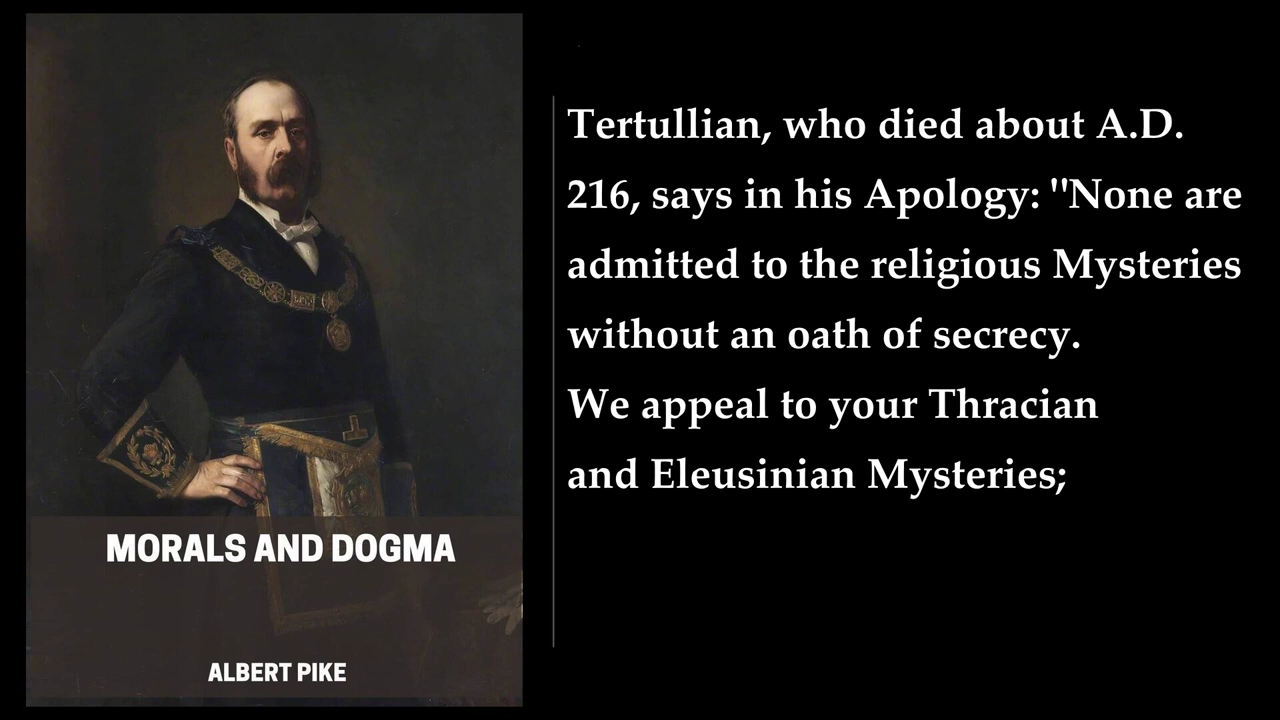 MORALS AND DOGMA
ALBERT PIKE
Tertullian, who died about A.D.
216, says in his Apology: "None are
admitted to the religious Mysteries
without an oath of secrecy.
We appeal to your Thracian
and Eleusinian Mysteries;